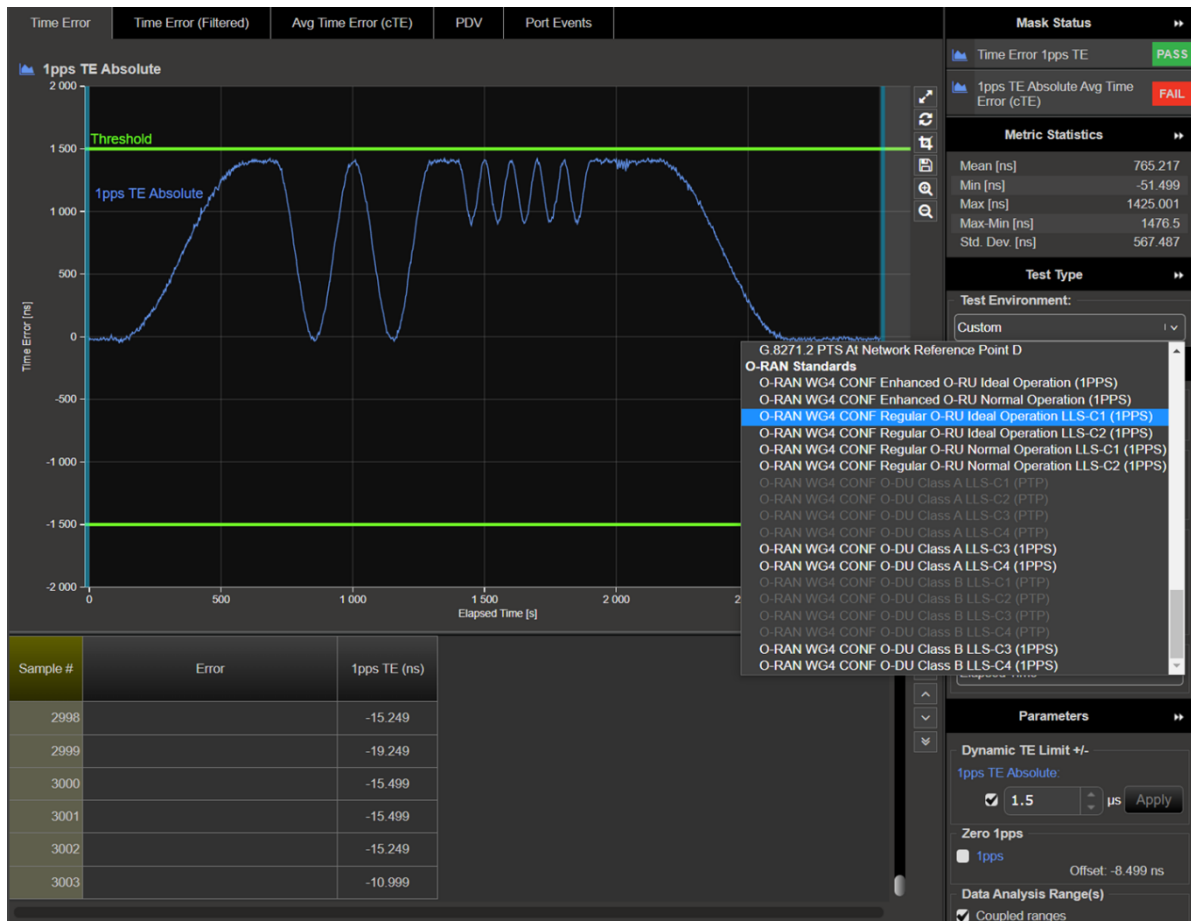 Time Error
Time Error (Filtered)
Avg Time Error (cTE)
PDV
Port Events
1pps TE Absolute
2 000
1 500
1 000
500
0
-500
-1 000
-1 500
-2 000
Time Error [ns]
Threshold
1pps TE Absolute
0
500
1 000
1 500
2 000
2
Elapsed Time [s]
Sample #
Error
1pps TE (ns)
2998
-15.249
2999
-19.249
3000
-15.499
3001
-15.499
3002
-15.249
3003
-10.999
Mask Status
Time Error 1pps TE
PASS
1pps TE Absolute Avg Time
Error (cTE)
FAIL
Metric Statistics
Mean [ns] 765.217
Min [ns] -51.499
Max [ns] 1425.001
Max-Min [ns] 1476.5
Std. Dev. [ns] 567.487
Test Type
Test Environment:
Custom
G.8271.2 PTS At Network Reference Point D
O-RAN Standards
O-RAN WG4 CONF Enhanced O-RU Ideal Operation (1PPS)
O-RAN WG4 CONF Enhanced O-RU Normal Operation (1PPS)
O-RAN WG4 CONF Regular O-RU Ideal Operation LLS-C1 (1PPS)
O-RAN WG4 CONF Regular O-RU Ideal Operation LLS-C2 (1PPS)
O-RAN WG4 CONF Regular O-RU Normal Operation LLS-C1 (1PPS)
O-RAN WG4 CONF Regular O-RU Normal Operation LLS-C2 (1PPS)
O-RAN WG4 CONF O-DU Class A LLS-C1 (PTP)
O-RAN WG4 CONF O-DU Class A LLS-C2 (PTP)
O-RAN WG4 CONF O-DU Class A LLS-C3 (PTP)
O-RAN WG4 CONF O-DU Class A LLS-C4 (PTP)
O-RAN WG4 CONF O-DU Class A LLS-C3 (1PPS)
O-RAN WG4 CONF O-DU Class A LLS-C4 (1PPS)
O-RAN WG4 CONF O-DU Class B LLS-C1 (PTP)
O-RAN WG4 CONF O-DU Class B LLS-C2 (PTP)
O-RAN WG4 CONF O-DU Class B LLS-C3 (PTP)
O-RAN WG4 CONF O-DU Class B LLS-C4 (PTP)
O-RAN WG4 CONF O-DU Class B LLS-C3 (1PPS)
O-RAN WG4 CONF O-DU Class B LLS-C4 (1PPS)
Elapsed Time
Parameters
Dynamic TE Limit +/-
1pps TE Absolute:
1.5 µs Apply
Zero 1pps
1pps
Offset: -8.499 ns
Data Analysis Range(s)
Coupled ranges